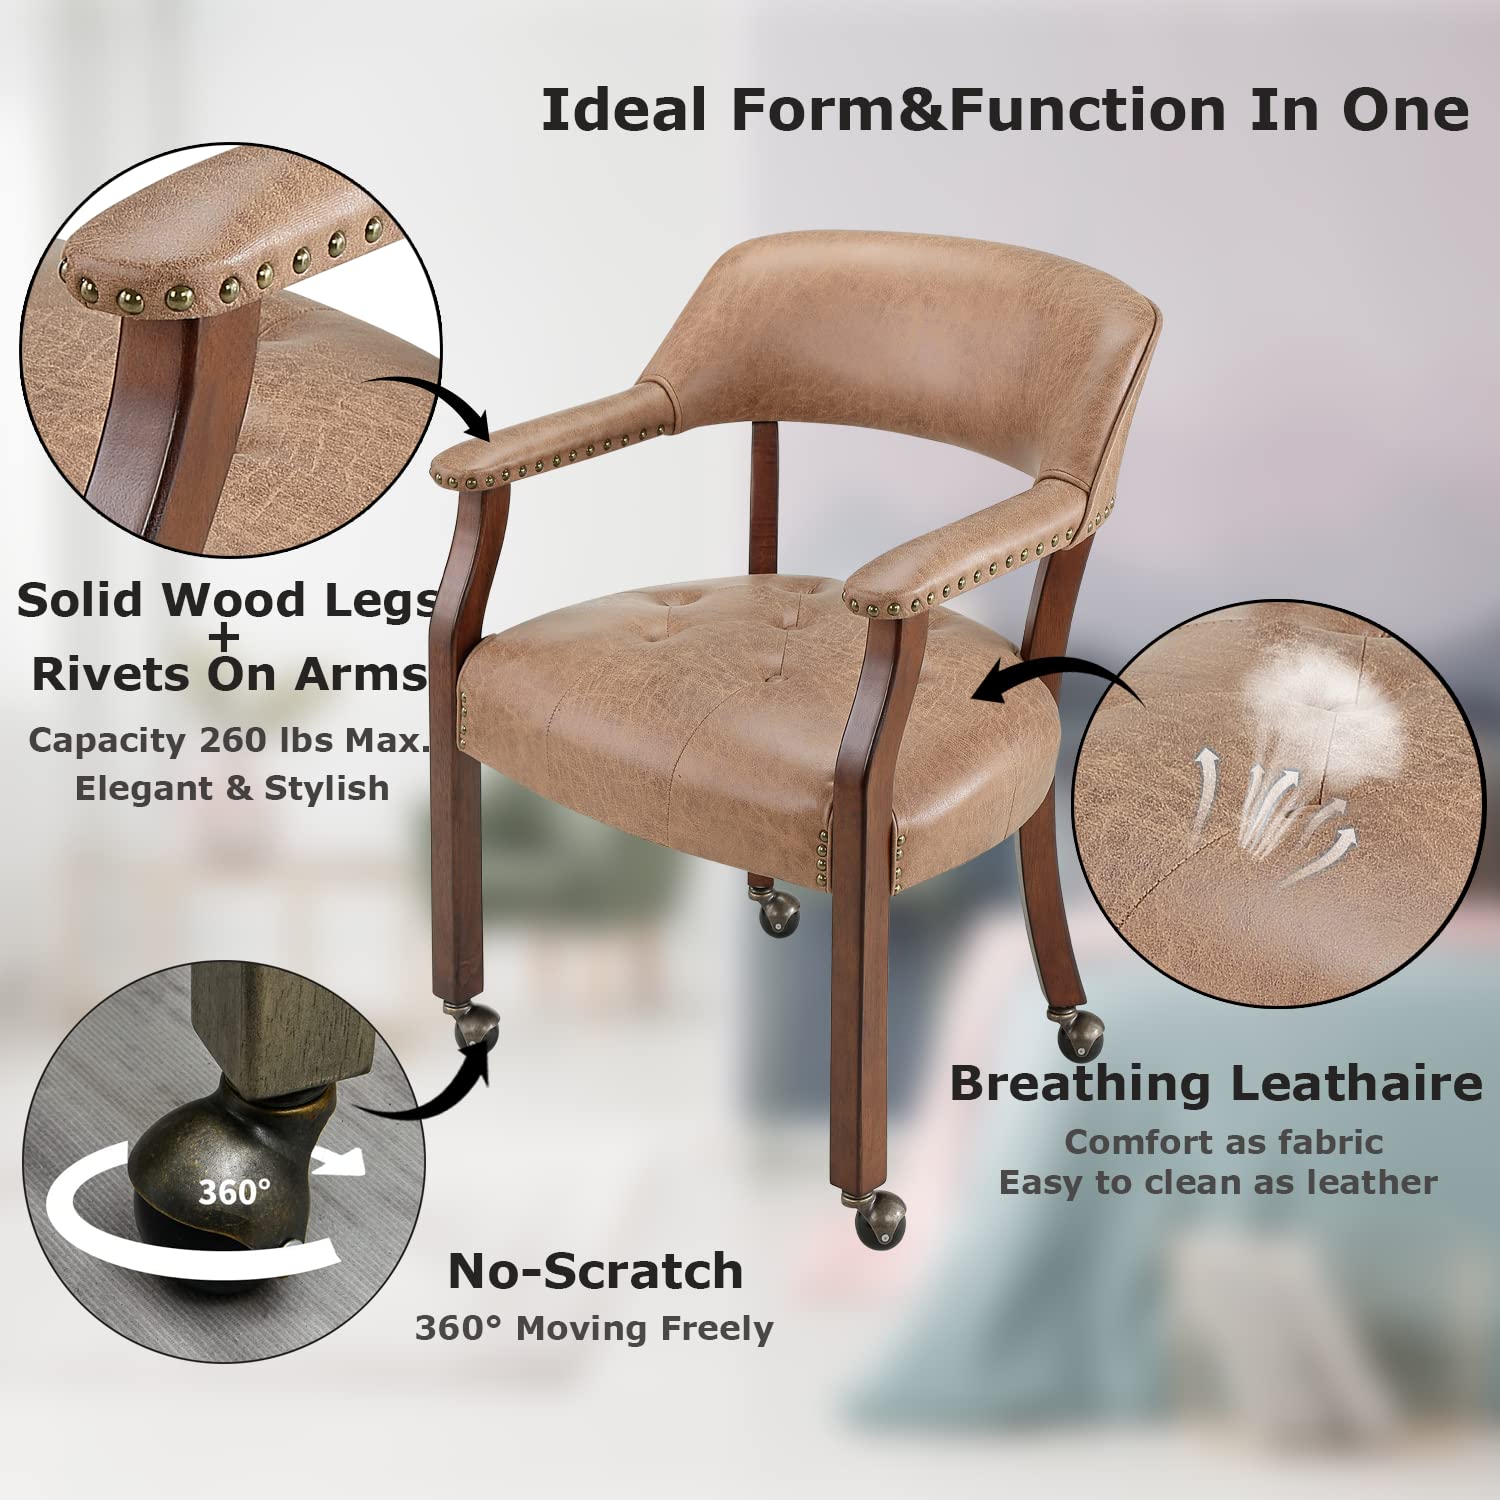 Ideal Form&Function In One
Solid Wood Legs
+
Rivets On Arms
Capacity 260 lbs Max.
Elegant & Stylish
Breathing Leathaire
Comfort as fabric
Easy to clean as leather
360°
No-Scratch
360° Moving Freely